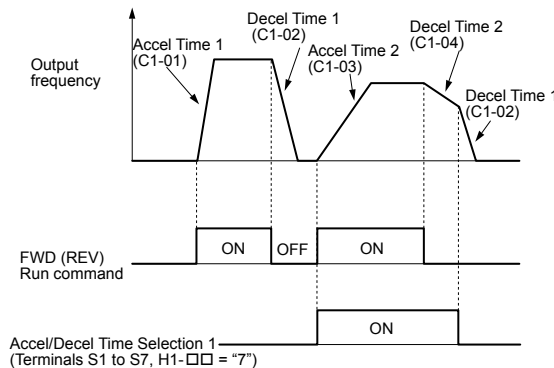 Output
frequency
Accel Time 1
(C1-01)
Decel Time 1
(C1-02)
Accel Time 2
(C1-03)
Decel Time 2
(C1-04)
Decel Time 1
(C1-02)
FWD (REV)
Run command
ON
OFF
ON
Accel/Decel Time Selection 1
(Terminals S1 to S7, H1-□□ = “7”)
ON